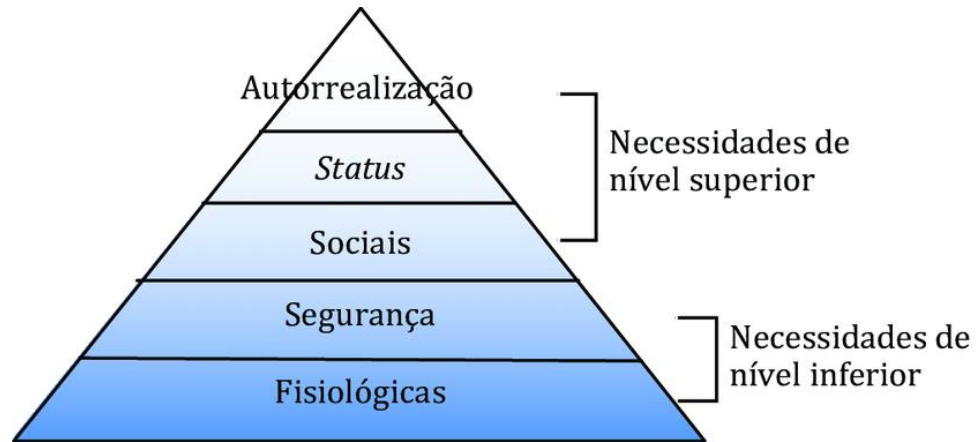 Autorrealização
Necessidades de
nível superior
Status
Sociais
Segurança
Necessidades de
nível inferior
Fisiológicas